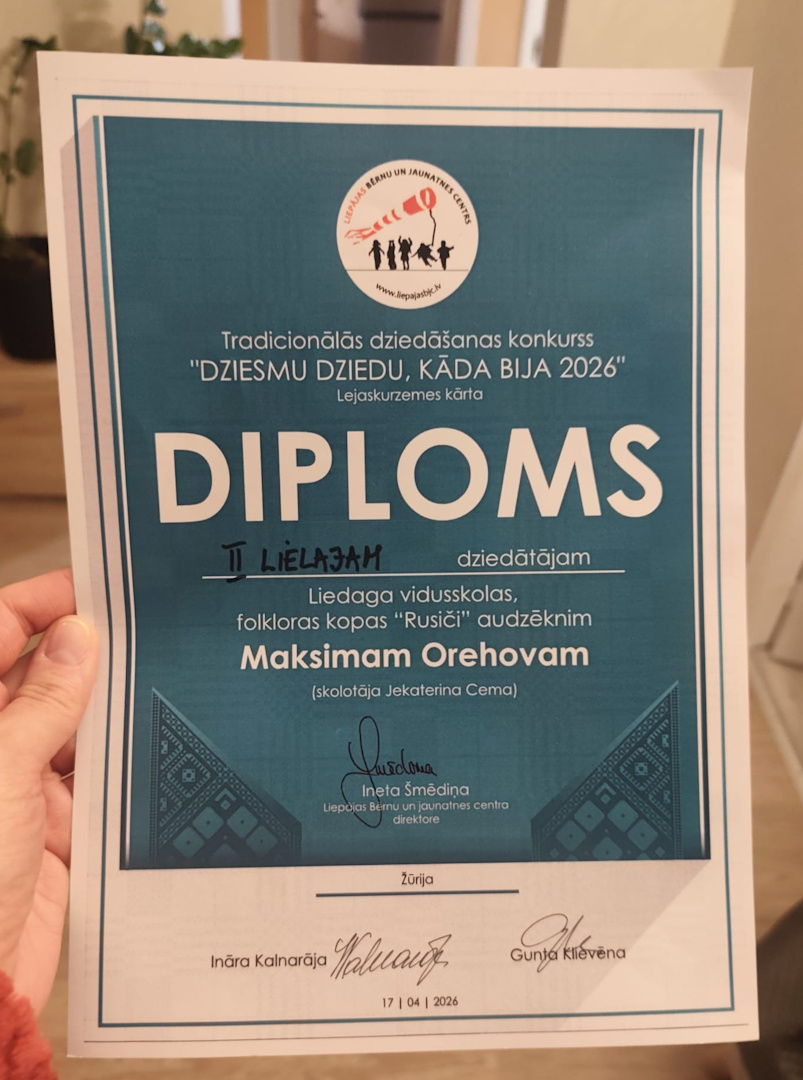 LIEPĀJAS BĒRNU UN JAUNATNES CENTRS
www.liepajasbjc.lv
Tradicionālās dziedāšanas konkurss
"DZIESMU DZIEDU, KĀDA BIJA 2026"
Lejaskurzemes kārta
DIPLOMS
II LIELAJAM dziedātājam
Liedaga vidusskolas,
folkloras kopas “Rusiči” audzēknim
Maksimam Orehovam
(skolotāja Jekaterina Cema)
Ineta Šmēdiņa
Liepājas Bērnu un jaunatnes centra
direktore
Žūrija
Ināra Kalnarāja
Gunta Klievēna
17 | 04 | 2026